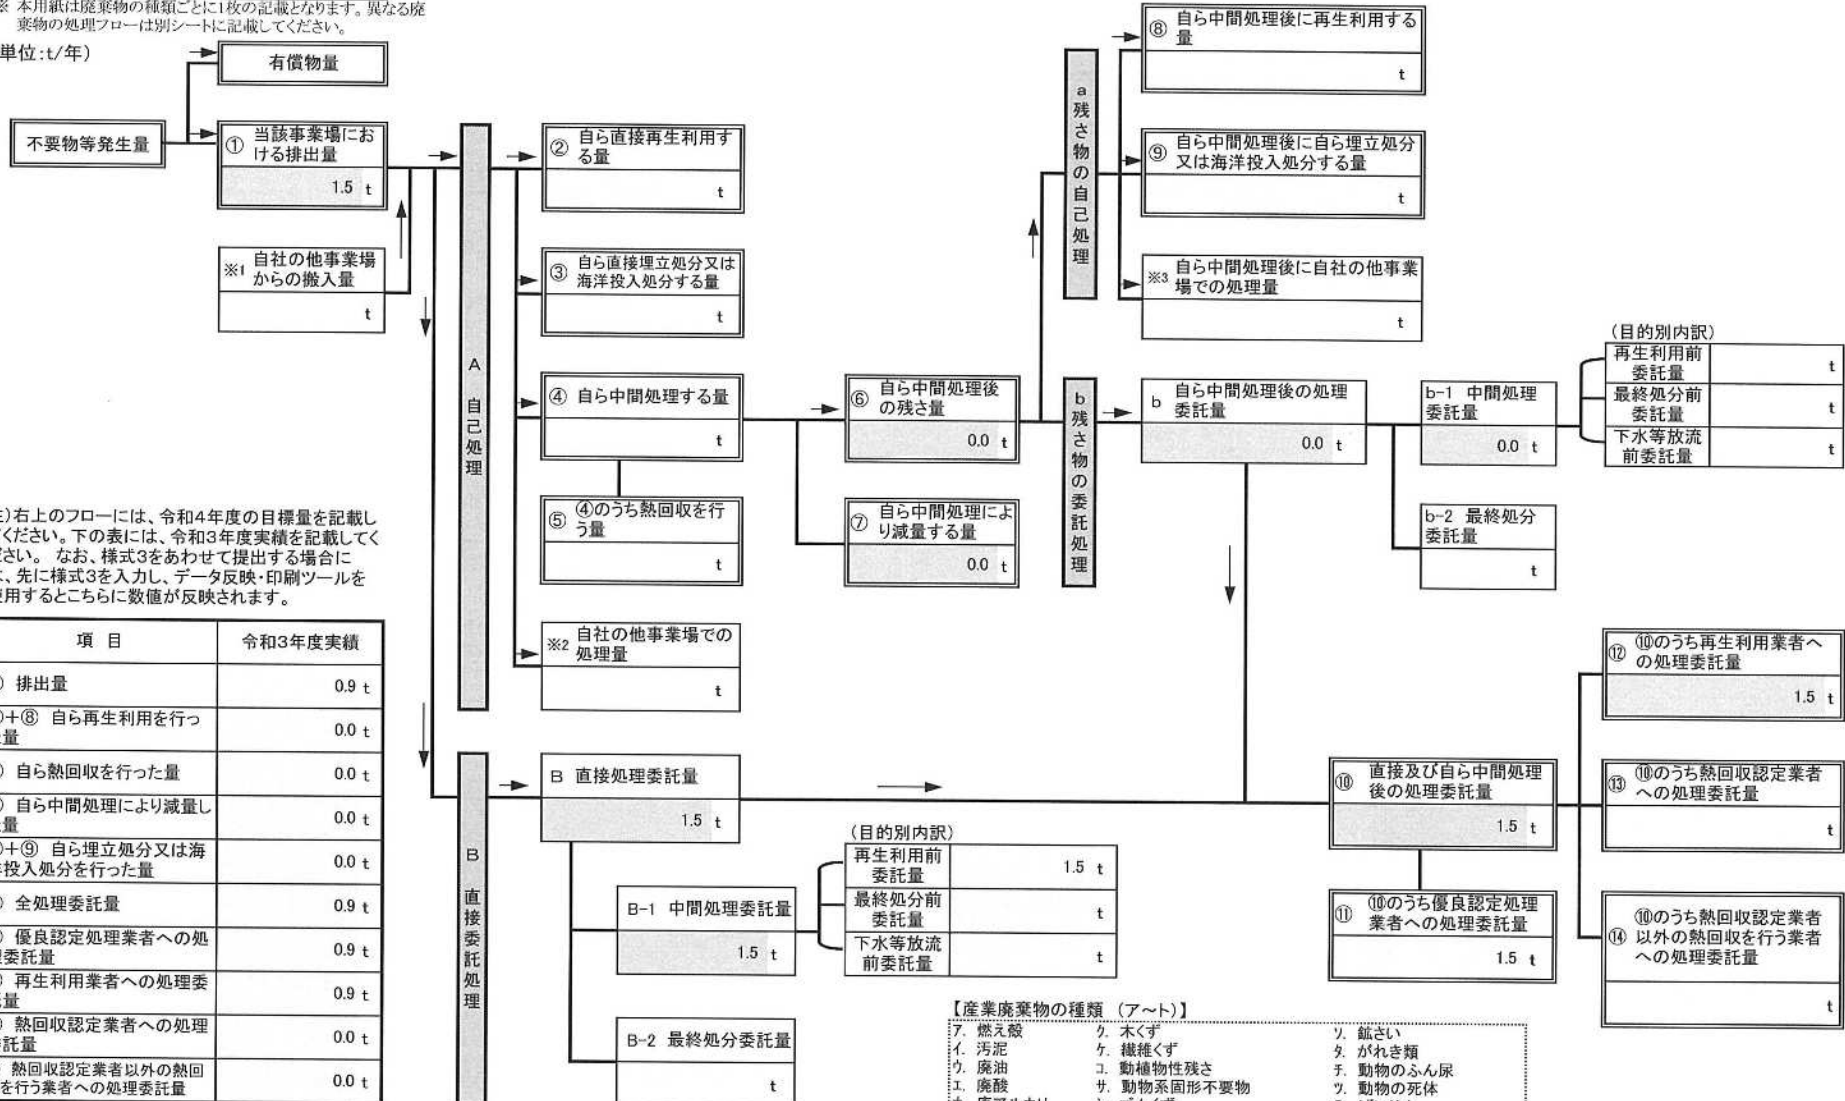 ※ 本用紙は廃棄物の種類ごとに1枚の記載となります。異なる廃
棄物の処理フローは別シートに記載してください。
単位:t/年)
有償物量
不要物等発生量
① 当該事業場にお
ける排出量
1.5 t
※1 自社の他事業場
からの搬入量
t
A 自己処理
② 自ら直接再生利用す
る量
t
③ 自ら直接埋立処分又は
海洋投入処分する量
t
④ 自ら中間処理する量
t
⑤ ④のうち熱回収を行
う量
t
※2 自社の他事業場での
処理量
t
⑥ 自ら中間処理後
の残さ量
0.0 t
⑦ 自ら中間処理によ
り減量する量
0.0 t
a 残さ物の自己処理
⑧ 自ら中間処理後に再生利用する
量
t
⑨ 自ら中間処理後に自ら埋立処分
又は海洋投入処分する量
t
※3 自ら中間処理後に自社の他事業
場での処理量
t
b 残さ物の委託処理
b 自ら中間処理後の処理
委託量
0.0 t
b-1 中間処理
委託量
0.0 t
(目的別内訳)
再生利用前
委託量
t
最終処分前
委託量
t
下水等放流
前委託量
t
b-2 最終処分
委託量
t
)右上のフローには、令和4年度の目標量を記載し
ください。下の表には、令和3年度実績を記載してく
ださい。 なお、様式3をあわせて提出する場合に
、先に様式3を入力し、データ反映・印刷ツールを
使用するとこちらに数値が反映されます。
項 目 令和3年度実績
排出量 0.9 t
+⑧ 自ら再生利用を行っ
量 0.0 t
自ら熱回収を行った量 0.0 t
自ら中間処理により減量し
量 0.0 t
+⑨ 自ら埋立処分又は海
投入処分を行った量 0.0 t
全処理委託量 0.9 t
優良認定処理業者への処
理委託量 0.9 t
再生利用業者への処理委
量 0.9 t
熱回収認定業者への処理
託量 0.0 t
熱回収認定業者以外の熱回
を行う業者への処理委託量 0.0 t
B 直接委託処理
B 直接処理委託量
1.5 t
B-1 中間処理委託量
1.5 t
(目的別内訳)
再生利用前
委託量
1.5 t
最終処分前
委託量
t
下水等放流
前委託量
t
B-2 最終処分委託量
t
⑩ 直接及び自ら中間処理
後の処理委託量
1.5 t
⑪ ⑩のうち優良認定処理
業者への処理委託量
1.5 t
⑫ ⑩のうち再生利用業者へ
の処理委託量
1.5 t
⑬ ⑩のうち熱回収認定業者
への処理委託量
t
⑭ ⑩のうち熱回収認定業者
以外の熱回収を行う業者
への処理委託量
t
【産業廃棄物の種類 (ア~ト)】
ア. 燃え殻 ク. 木くず ソ. 鉱さい
イ. 汚泥 ケ. 繊維くず タ. がれき類
ウ. 廃油 コ. 動植物性残さ チ. 動物のふん尿
エ. 廃酸 サ. 動物系固形不要物 ツ. 動物の死体